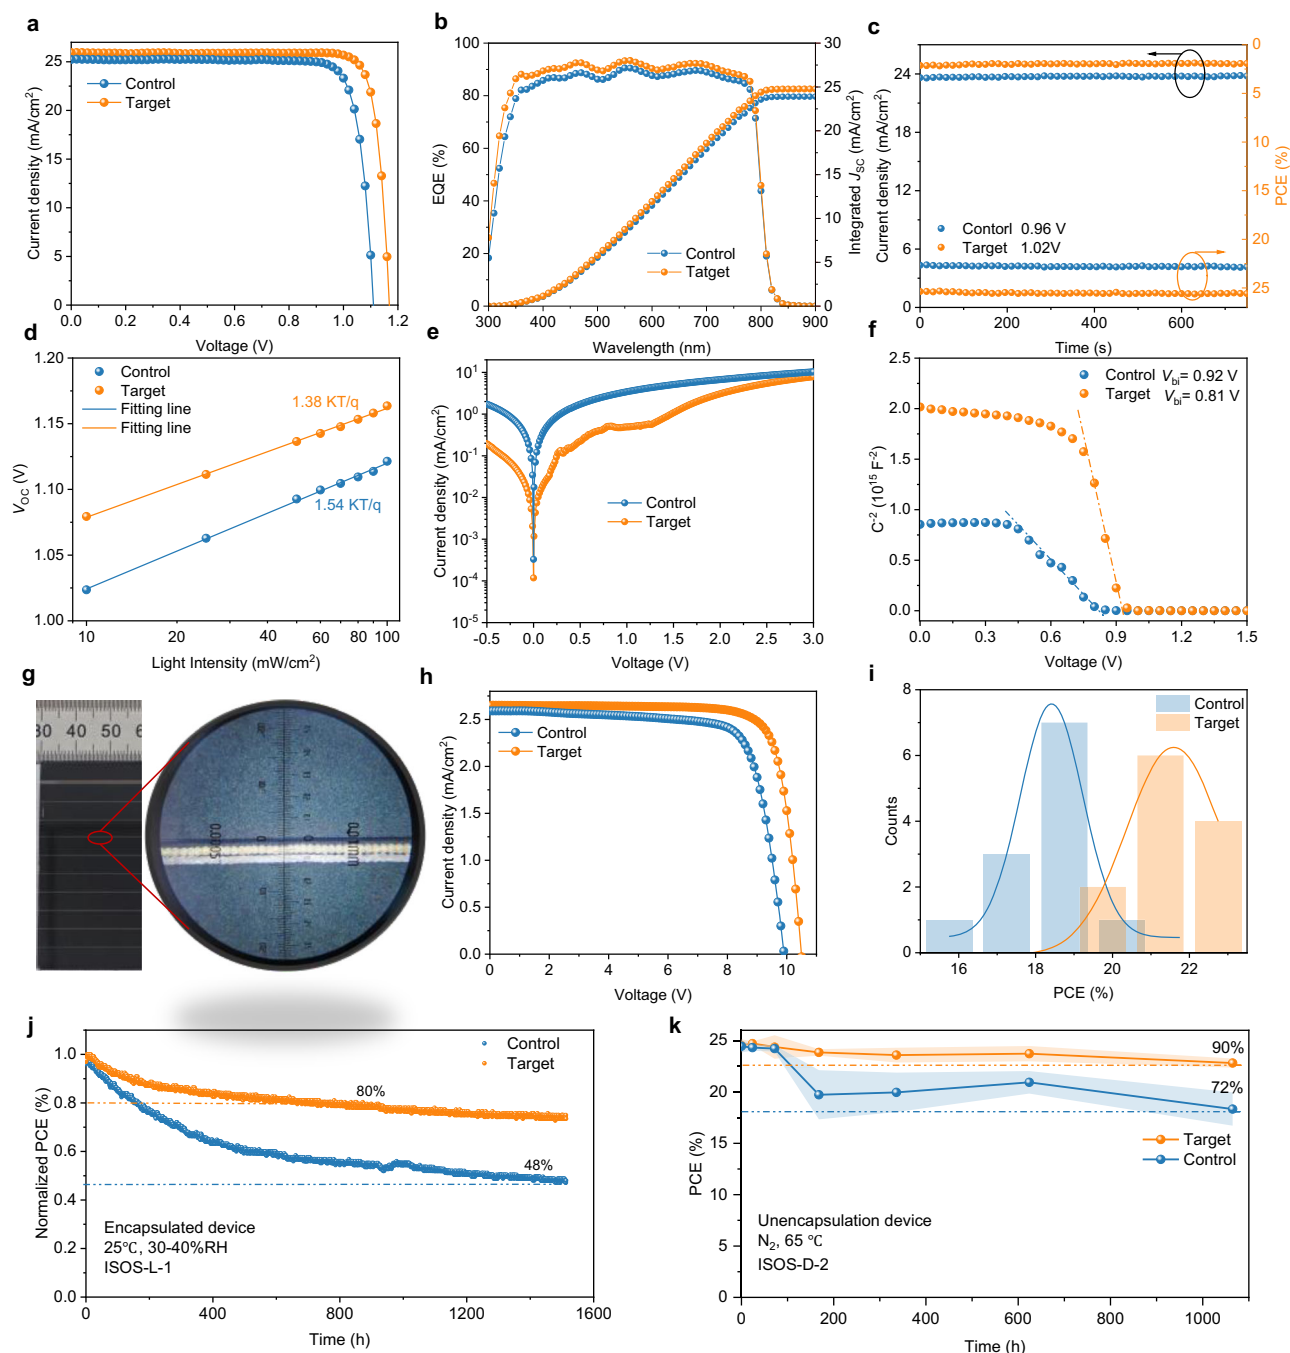 a
Current density (mA/cm²)
30
25
20
15
10
5
0
Control
Target
0.0 0.2 0.4 0.6 0.8 1.0 1.2
Voltage (V)
b
EQE (%)
100
80
60
40
20
0
Control
Tatget
30
25
20
15
10
5
0
Integrated J_SC (mA/cm²)
300 400 500 600 700 800 900
Wavelength (nm)
c
Current density (mA/cm²)
24
18
12
6
0
Contorl 0.96 V
Target 1.02V
0
5
10
15
20
25
PCE (%)
0 200 400 600
Time (s)
d
V_OC (V)
1.20
1.15
1.10
1.05
1.00
Control
Target
Fitting line
Fitting line
1.38 KT/q
1.54 KT/q
10 20 40 60 80 100
Light Intensity (mW/cm²)
e
Current density (mA/cm²)
10¹
10⁰
10⁻¹
10⁻²
10⁻³
10⁻⁴
10⁻⁵
Control
Target
-0.5 0.0 0.5 1.0 1.5 2.0 2.5 3.0
Voltage (V)
f
C⁻² (10¹⁵ F⁻²)
2.5
2.0
1.5
1.0
0.5
0.0
Control V_bi= 0.92 V
Target V_bi= 0.81 V
0.0 0.3 0.6 0.9 1.2 1.5
Voltage (V)
g
30 40 50 6
0.0005
0
0.01mm
h
Current density (mA/cm²)
2.5
2.0
1.5
1.0
0.5
0.0
Control
Target
0 2 4 6 8 10
Voltage (V)
i
Counts
8
6
4
2
0
Control
Target
16 18 20 22
PCE (%)
j
Normalized PCE (%)
1.0
0.8
0.6
0.4
0.2
0.0
Control
Target
80%
48%
Encapsulated device
25℃, 30-40%RH
ISOS-L-1
0 400 800 1200 1600
Time (h)
k
PCE (%)
25
20
15
10
5
0
90%
72%
Target
Control
Unencapsulation device
N₂, 65 ℃
ISOS-D-2
0 200 400 600 800 1000
Time (h)